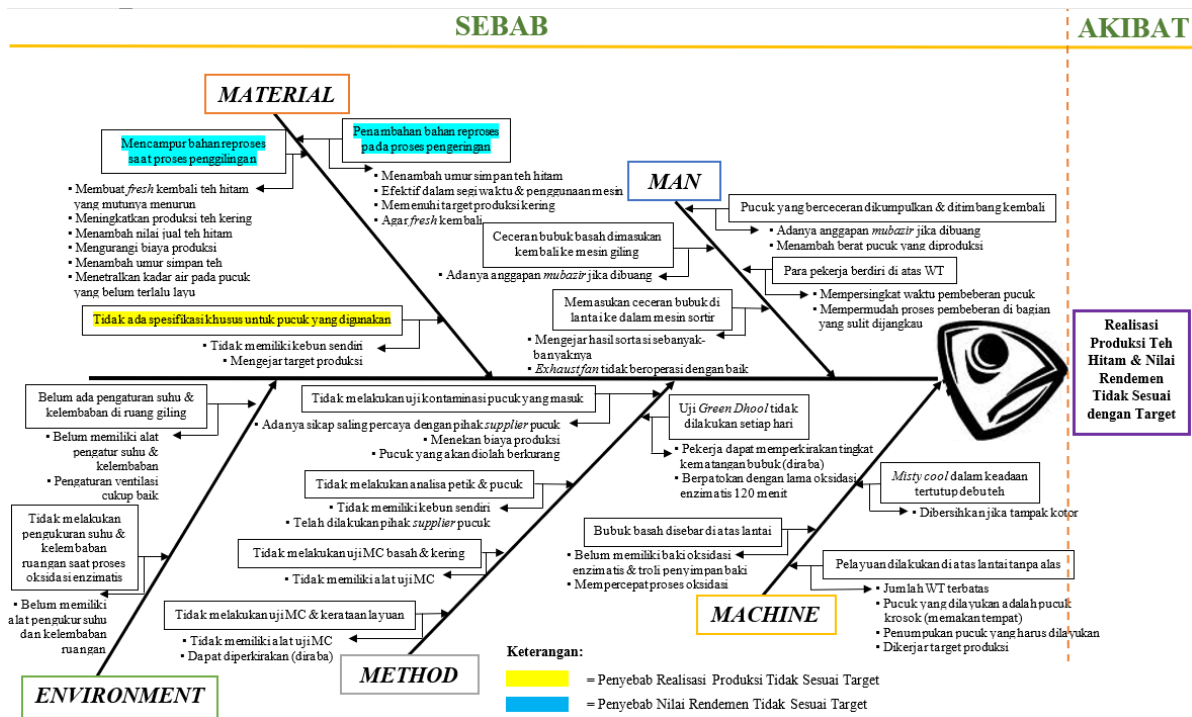 SEBAB
AKIBAT
MATERIAL
Mencampur bahan reproses
saat proses penggilingan
▪ Membuat fresh kembali teh hitam
yang mutunya menurun
▪ Meningkatkan produksi teh kering
▪ Menambah nilai jual teh hitam
▪ Mengurangi biaya produksi
▪ Menambah umur simpan teh
▪ Menetralkan kadar air pada pucuk
yang belum terlalu layu
Penambahan bahan reproses
pada proses pengeringan
▪ Menambah umur simpan teh hitam
▪ Efektif dalam segi waktu & penggunaan mesin
▪ Memenuhi target produksi kering
▪ Agar fresh kembali
Tidak ada spesifikasi khusus untuk pucuk yang digunakan
▪ Tidak memiliki kebun sendiri
▪ Mengejar target produksi
MAN
Pucuk yang berceceran dikumpulkan & ditimbang kembali
▪ Adanya anggapan mubazir jika dibuang
▪ Menambah berat pucuk yang diproduksi
Ceceran bubuk basah dimasukan
kembali ke mesin giling
▪ Adanya anggapan mubazir jika dibuang
Para pekerja berdiri di atas WT
▪ Mempersingkat waktu pembeberan pucuk
▪ Mempermudah proses pembeberan di bagian
yang sulit dijangkau
Memasukan ceceran bubuk di
lantai ke dalam mesin sortir
▪ Mengejar hasil sortasi sebanyak-
banyaknya
▪ Exhaust fan tidak beroperasi dengan baik
Realisasi
Produksi Teh
Hitam & Nilai
Rendemen
Tidak Sesuai
dengan Target
Belum ada pengaturan suhu &
kelembaban di ruang giling
▪ Belum memiliki alat
pengatur suhu &
kelembaban
▪ Pengaturan ventilasi
cukup baik
Tidak melakukan
pengukuran suhu &
kelembaban
ruangan saat proses
oksidasi enzimatis
▪ Belum memiliki
alat pengukur suhu
dan kelembaban
ruangan
ENVIRONMENT
Tidak melakukan uji kontaminasi pucuk yang masuk
▪ Adanya sikap saling percaya dengan pihak supplier pucuk
▪ Menekan biaya produksi
▪ Pucuk yang akan diolah berkurang
Tidak melakukan analisa petik & pucuk
▪ Tidak memiliki kebun sendiri
▪ Telah dilakukan pihak supplier pucuk
Tidak melakukan uji MC basah & kering
▪ Tidak memiliki alat uji MC
Tidak melakukan uji MC & kerataan layuan
▪ Tidak memiliki alat uji MC
▪ Dapat diperkirakan (diraba)
METHOD
Uji Green Dhool tidak
dilakukan setiap hari
▪ Pekerja dapat memperkirakan tingkat
kematangan bubuk (diraba)
▪ Berpatokan dengan lama oksidasi
enzimatis 120 menit
Misty cool dalam keadaan
tertutup debu teh
▪ Dibersihkan jika tampak kotor
Bubuk basah disebar di atas lantai
▪ Belum memiliki baki oksidasi
enzimatis & troli penyimpan baki
▪ Mempercepat proses oksidasi
Pelayuan dilakukan di atas lantai tanpa alas
▪ Jumlah WT terbatas
▪ Pucuk yang dilayukan adalah pucuk
krosok (memakan tempat)
▪ Penumpukan pucuk yang harus dilayukan
▪ Dikerjar target produksi
MACHINE
Keterangan:
= Penyebab Realisasi Produksi Tidak Sesuai Target
= Penyebab Nilai Rendemen Tidak Sesuai Target